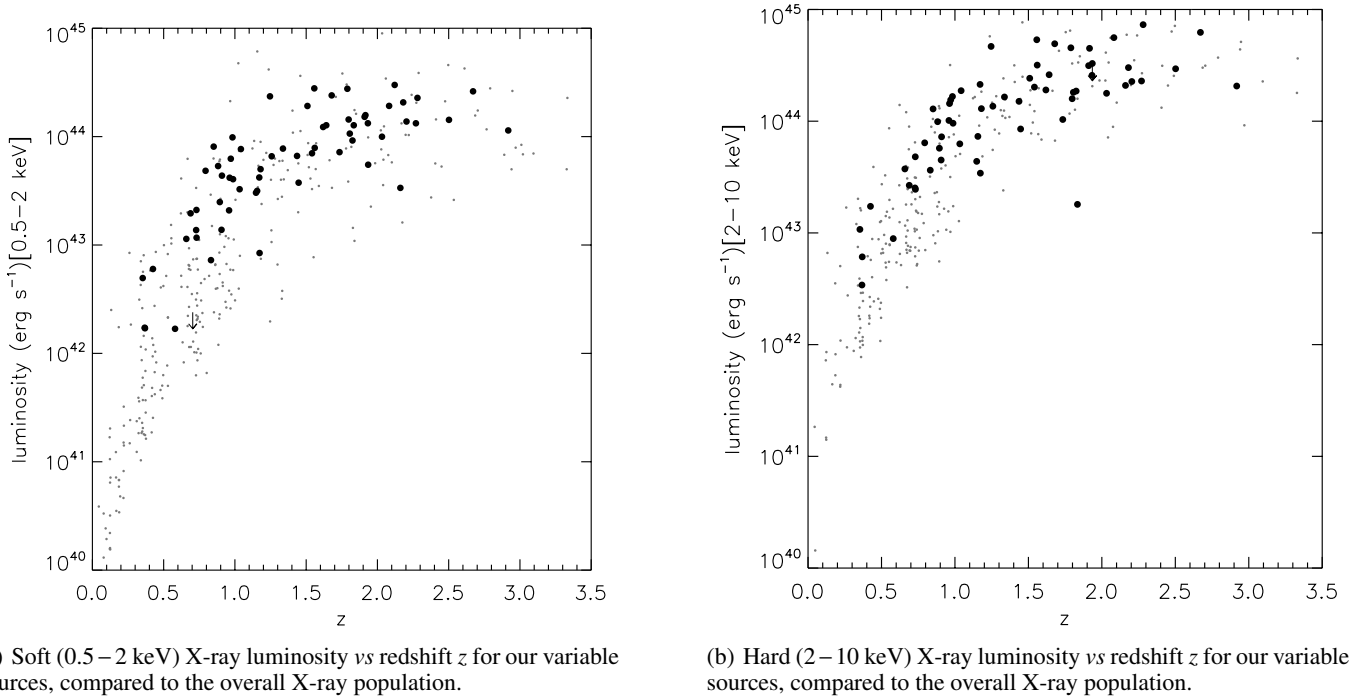 10^45
10^44
10^43
10^42
10^41
10^40
luminosity (erg s^−1)[0.5−2 keV]
0.0 0.5 1.0 1.5 2.0 2.5 3.0 3.5
z
) Soft (0.5 – 2 keV) X-ray luminosity vs redshift z for our variable
urces, compared to the overall X-ray population.
10^45
10^44
10^43
10^42
10^41
10^40
luminosity (erg s^−1)[2−10 keV]
0.0 0.5 1.0 1.5 2.0 2.5 3.0 3.5
z
(b) Hard (2 – 10 keV) X-ray luminosity vs redshift z for our variable
sources, compared to the overall X-ray population.